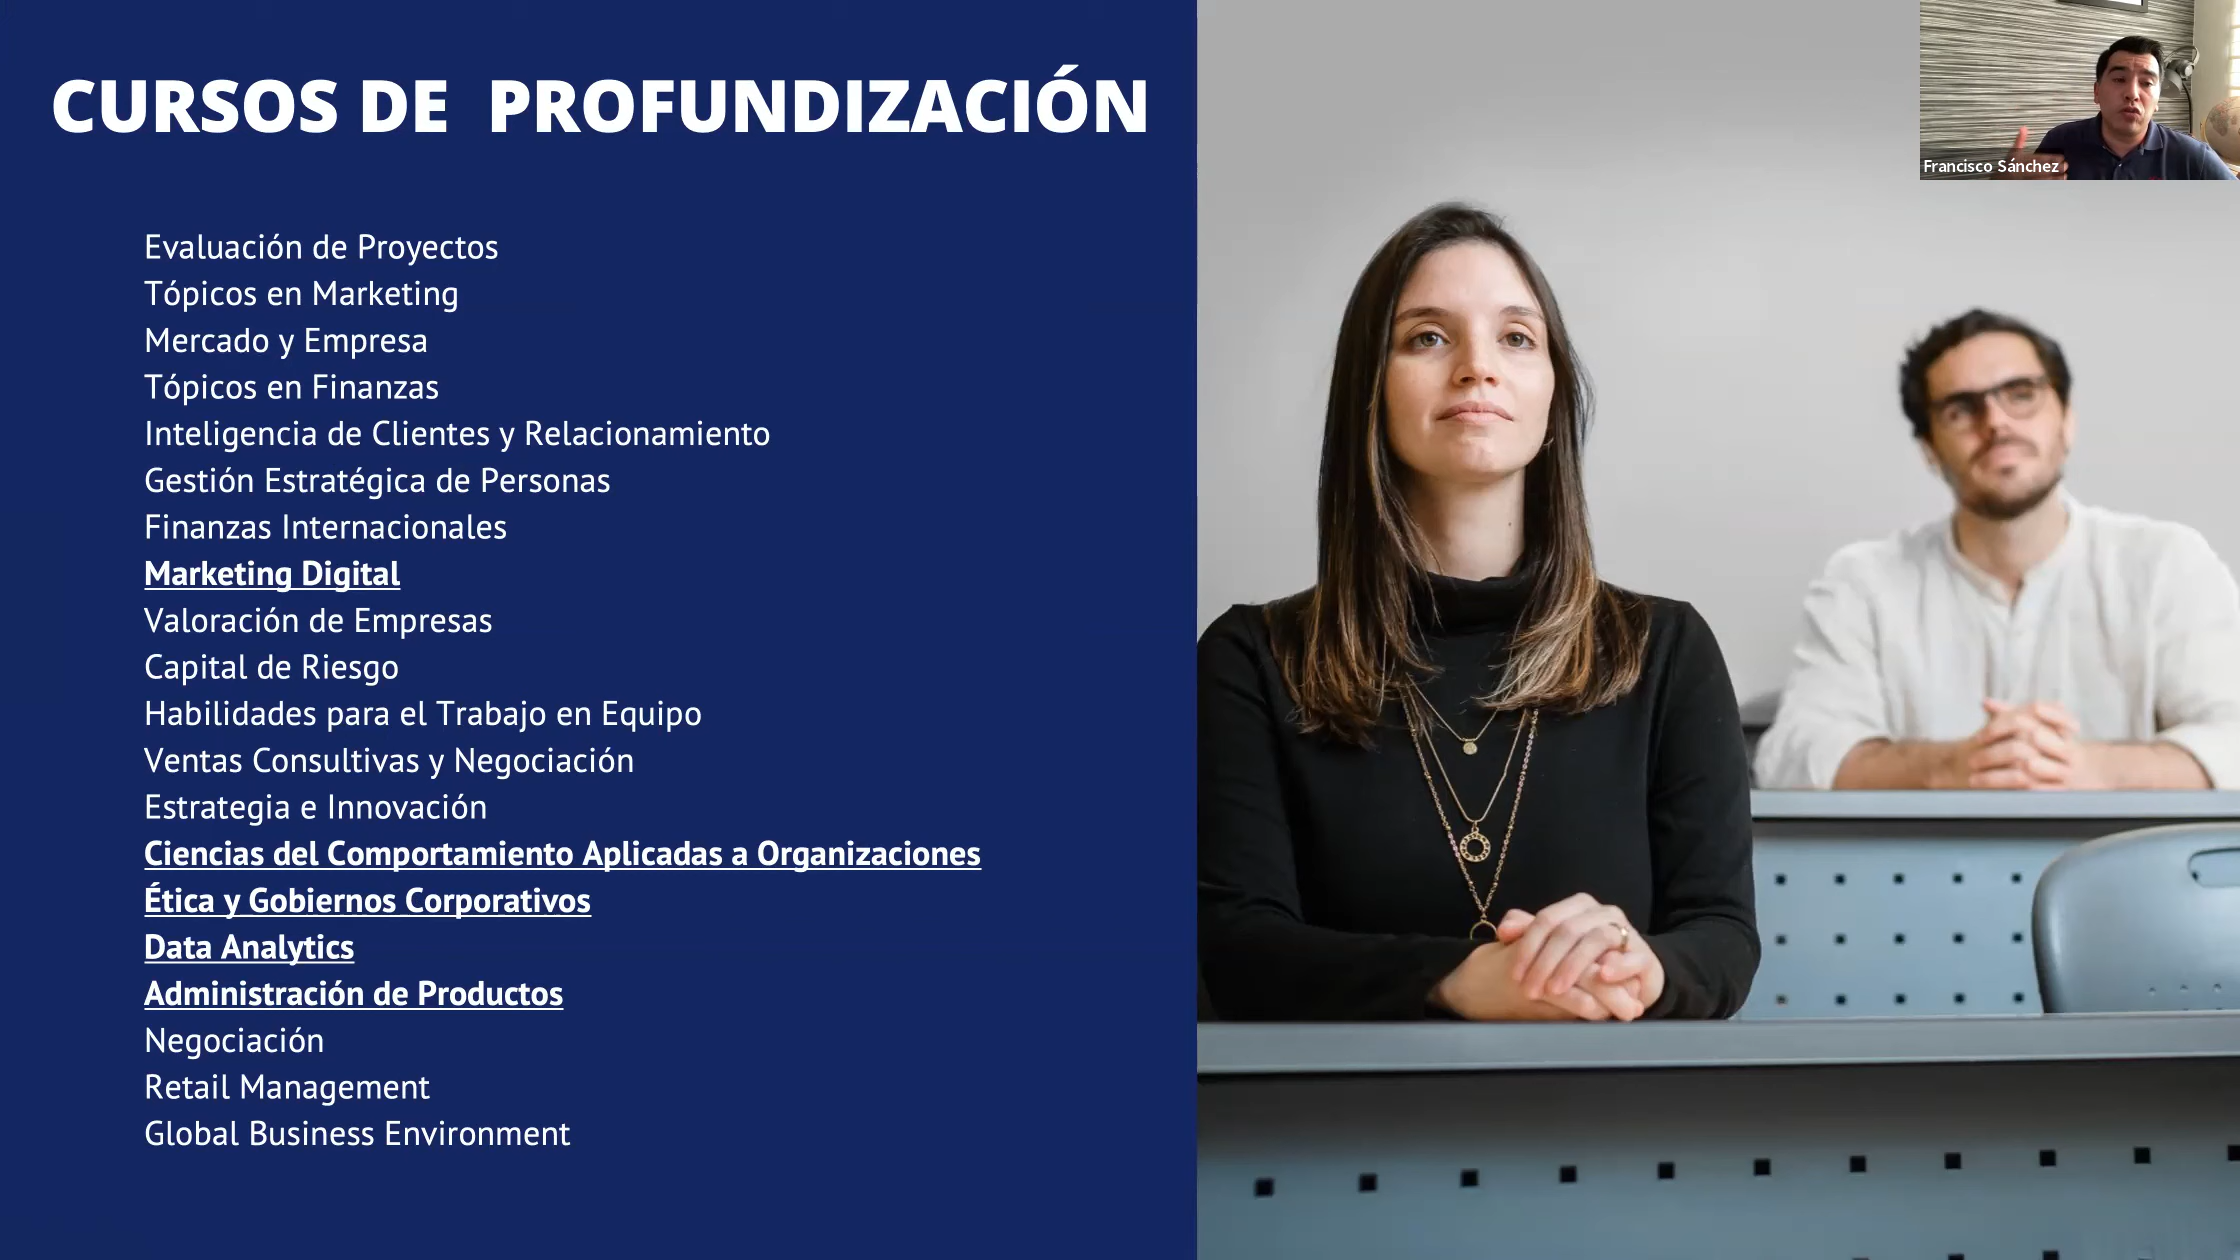 CURSOS DE PROFUNDIZACIÓN
Evaluación de Proyectos
Tópicos en Marketing
Mercado y Empresa
Tópicos en Finanzas
Inteligencia de Clientes y Relacionamiento
Gestión Estratégica de Personas
Finanzas Internacionales
Marketing Digital
Valoración de Empresas
Capital de Riesgo
Habilidades para el Trabajo en Equipo
Ventas Consultivas y Negociación
Estrategia e Innovación
Ciencias del Comportamiento Aplicadas a Organizaciones
Ética y Gobiernos Corporativos
Data Analytics
Administración de Productos
Negociación
Retail Management
Global Business Environment
Francisco Sánchez